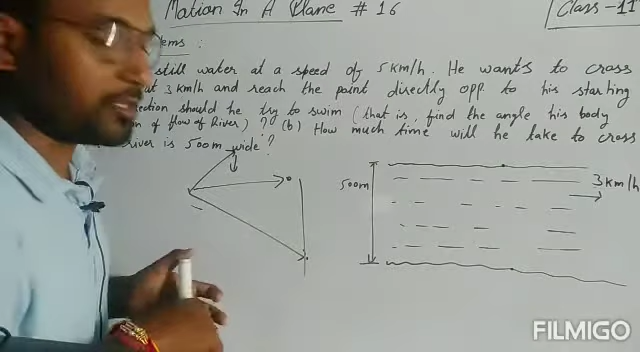 Motion In A Plane # 16
Class-11
ems :
still water at a speed of 5 km/h. He wants to cross
at 3 km/h and reach the point directly opp to his starting
ection should he try to swim (that is, find the angle his body
n of flow of River) ? (b) How much time will he take to cross
river is 500m wide?
500m
3 km/h
FILMIGO